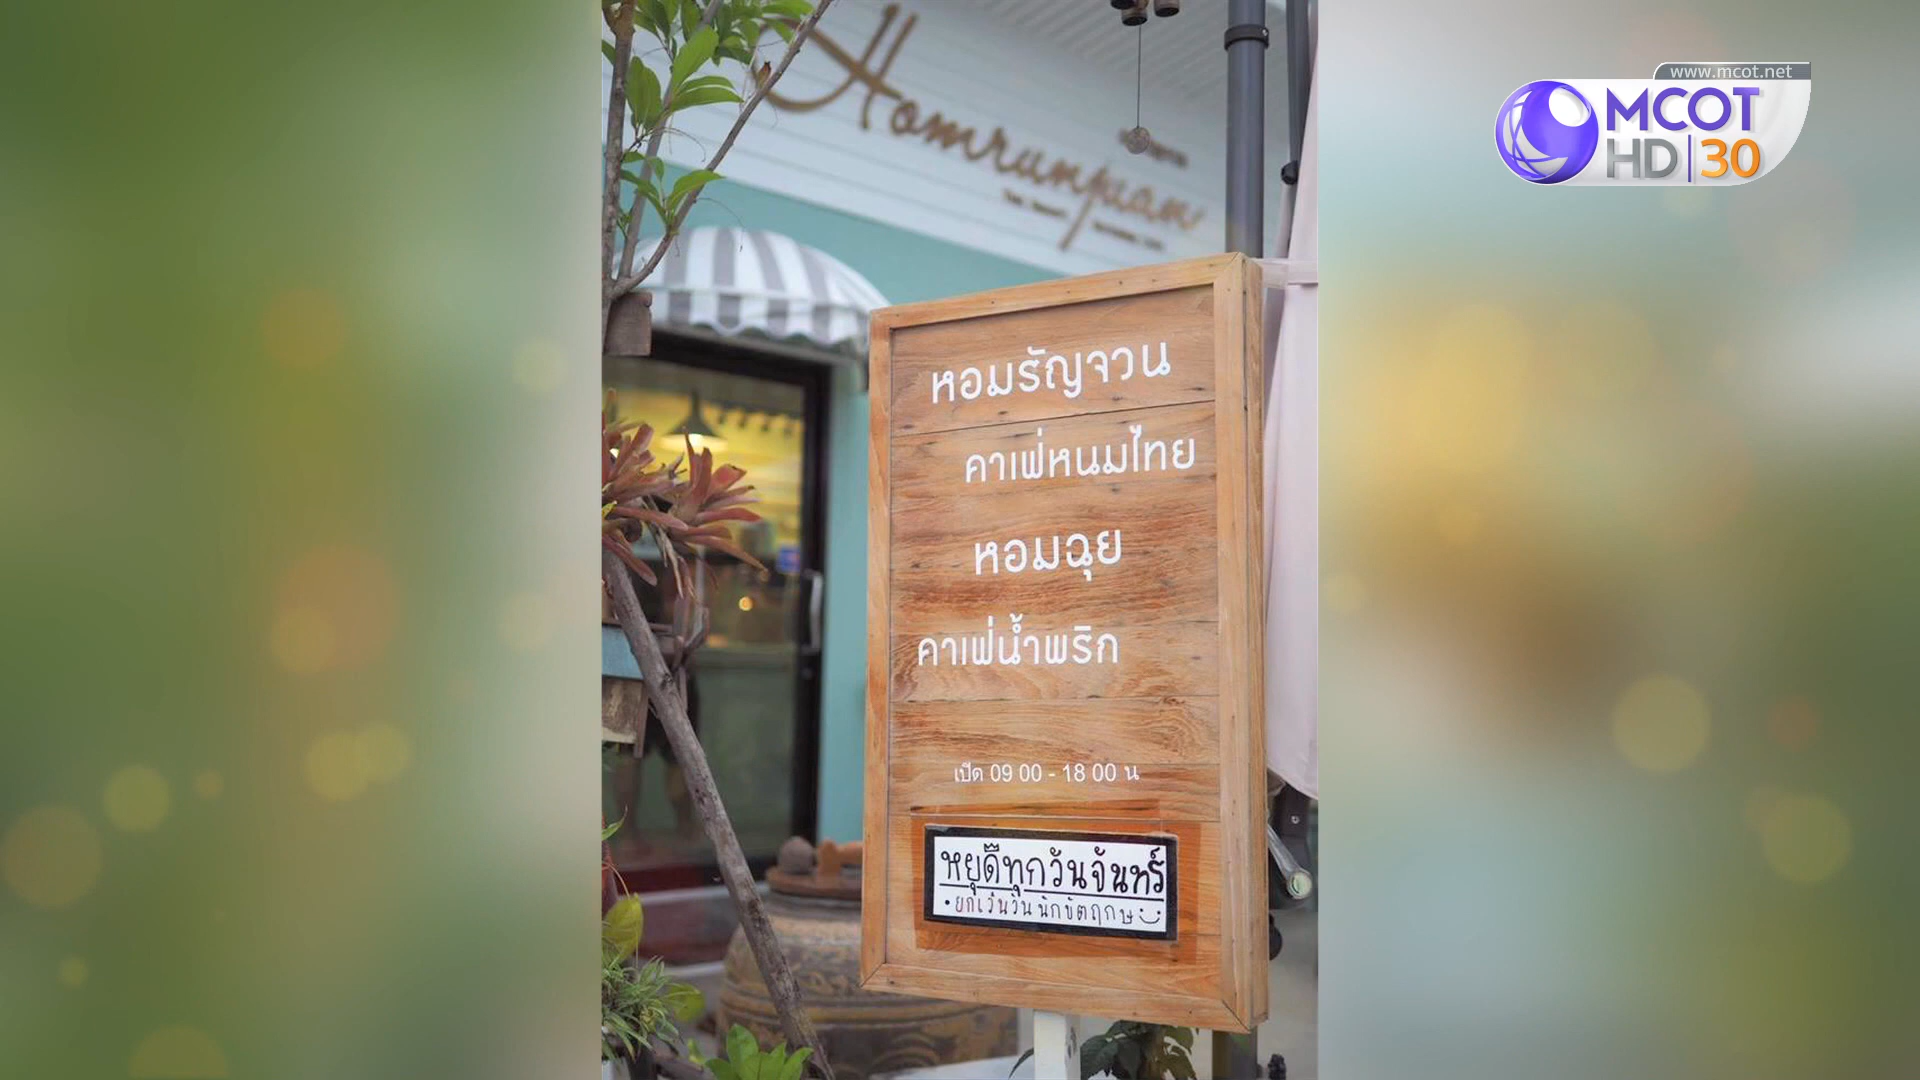 www.mcot.net
MCOT
HD 30
Homrunjuan
หอมรัญจวน
คาเฟ่หนมไทย
หอมฉุย
คาเฟ่น้ำพริก
เปิด 09 00 - 18 00 น
หยุดทุกวันจันทร์
• ยกเว้นวันนักขัตฤกษ์